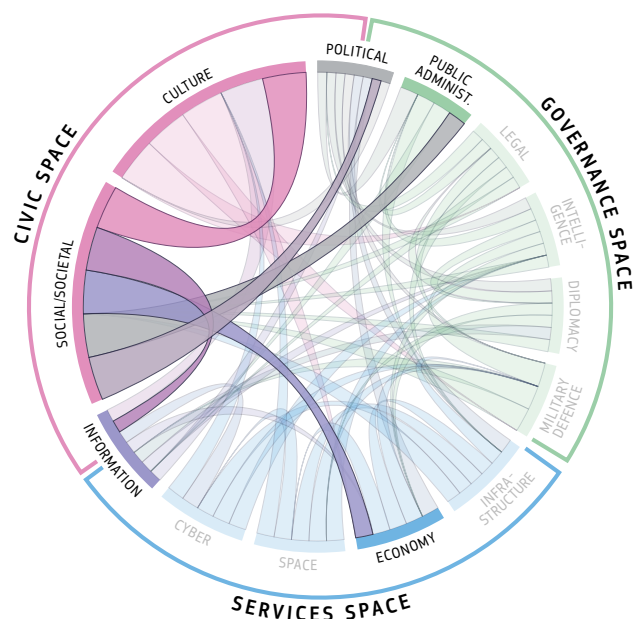 CIVIC SPACE
GOVERNANCE SPACE
SERVICES SPACE
CULTURE
POLITICAL
PUBLIC
ADMINIST.
LEGAL
INTELLI-
GENCE
DIPLOMACY
MILITARY
DEFENCE
INFRA-
STRUCTURE
ECONOMY
SPACE
CYBER
INFORMATION
SOCIAL/SOCIETAL